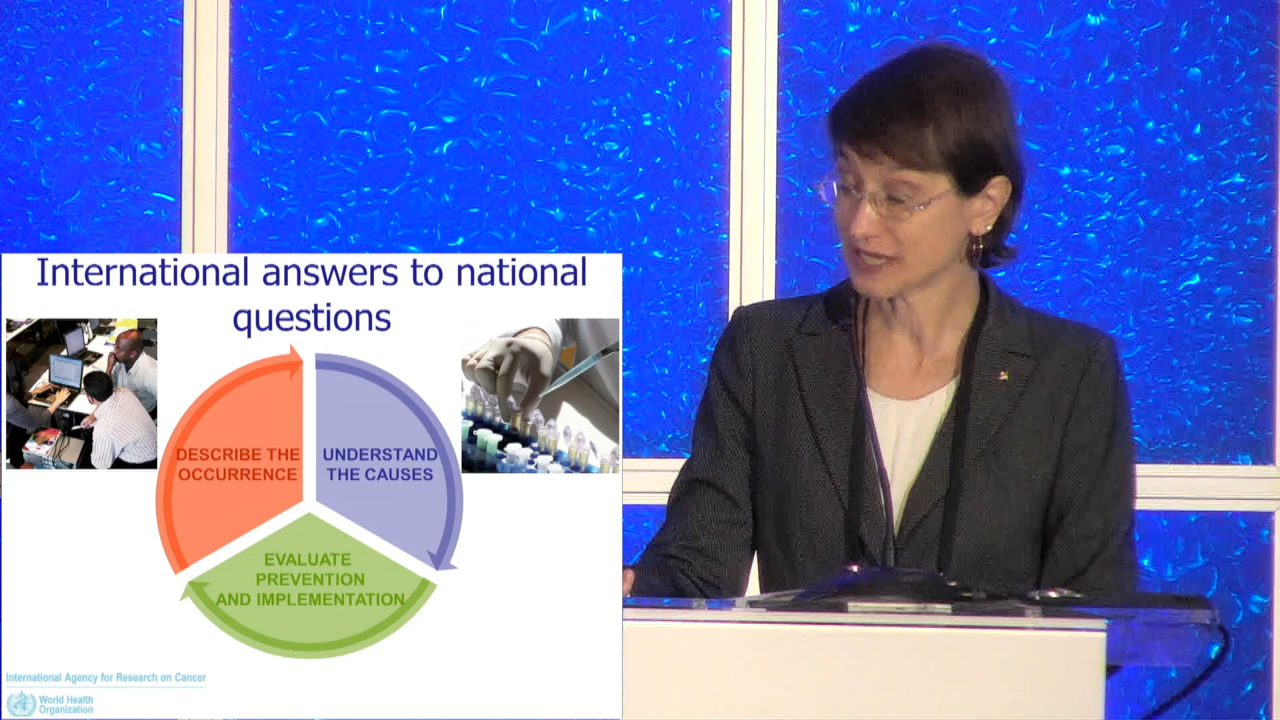 International answers to national
questions
DESCRIBE THE
OCCURRENCE
UNDERSTAND
THE CAUSES
EVALUATE
PREVENTION
AND IMPLEMENTATION
International Agency for Research on Cancer
World Health
Organization